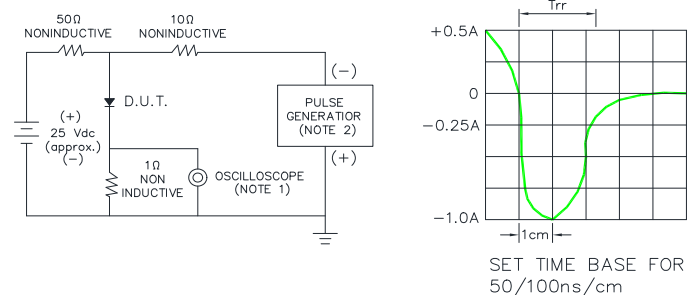 50Ω
NONINDUCTIVE
10Ω
NONINDUCTIVE
D.U.T.
(+)
25 Vdc
(approx.)
(−)
1Ω
NON
INDUCTIVE
OSCILLOSCOPE
(NOTE 1)
(−)
PULSE
GENERATIOR
(NOTE 2)
(+)
Trr
+0.5A
0
−0.25A
−1.0A
1cm
SET TIME BASE FOR
50/100ns/cm